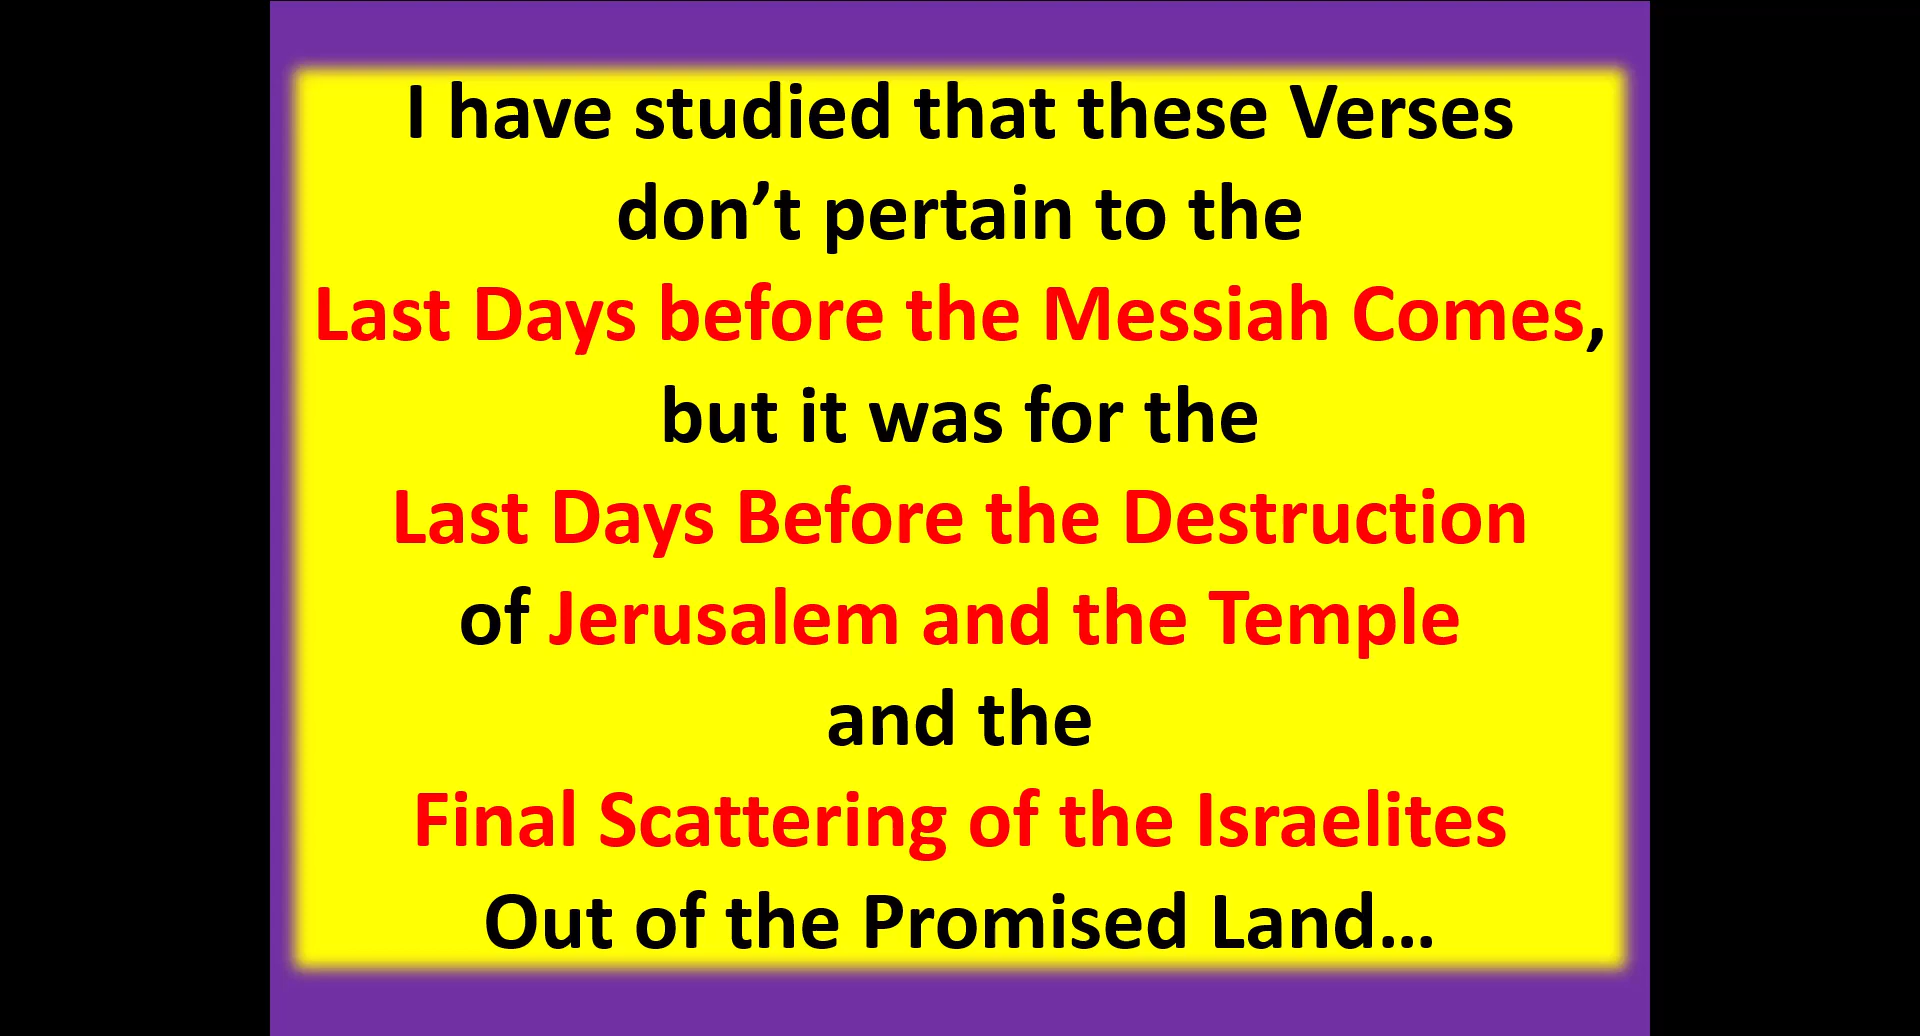 I have studied that these Verses
don’t pertain to the
Last Days before the Messiah Comes,
but it was for the
Last Days Before the Destruction
of Jerusalem and the Temple
and the
Final Scattering of the Israelites
Out of the Promised Land...